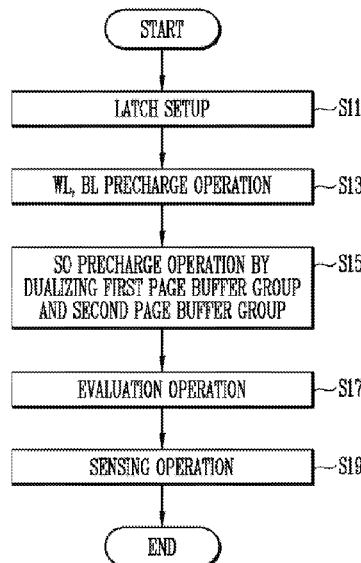 START
LATCH SETUP
S11
WL, BL PRECHARGE OPERATION
S13
SO PRECHARGE OPERATION BY
DUALIZING FIRST PAGE BUFFER GROUP
AND SECOND PAGE BUFFER GROUP
S15
EVALUATION OPERATION
S17
SENSING OPERATION
S19
END